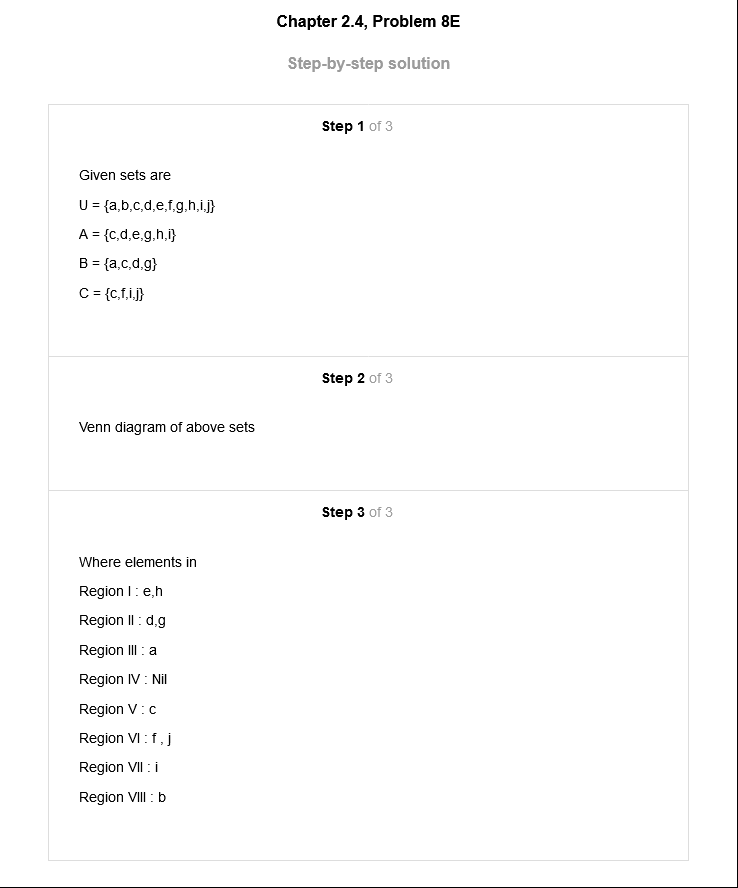 Chapter 2.4, Problem 8E
Step-by-step solution
Step 1 of 3
Given sets are
U = {a,b,c,d,e,f,g,h,i,j}
A = {c,d,e,g,h,i}
B = {a,c,d,g}
C = {c,f,i,j}
Step 2 of 3
Venn diagram of above sets
Step 3 of 3
Where elements in
Region I : e,h
Region II : d,g
Region III : a
Region IV : Nil
Region V : c
Region VI : f , j
Region VII : i
Region VIII : b